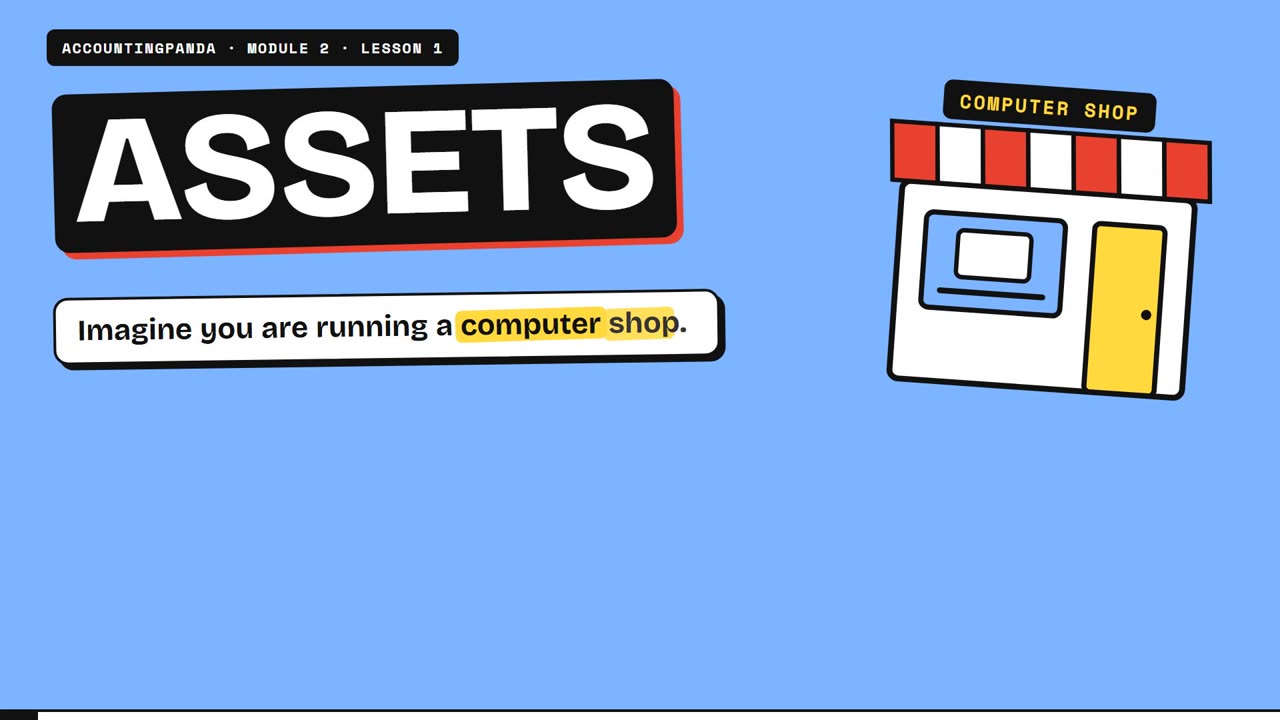 ACCOUNTINGPANDA · MODULE 2 · LESSON 1
ASSETS
COMPUTER SHOP
Imagine you are running a computer shop.